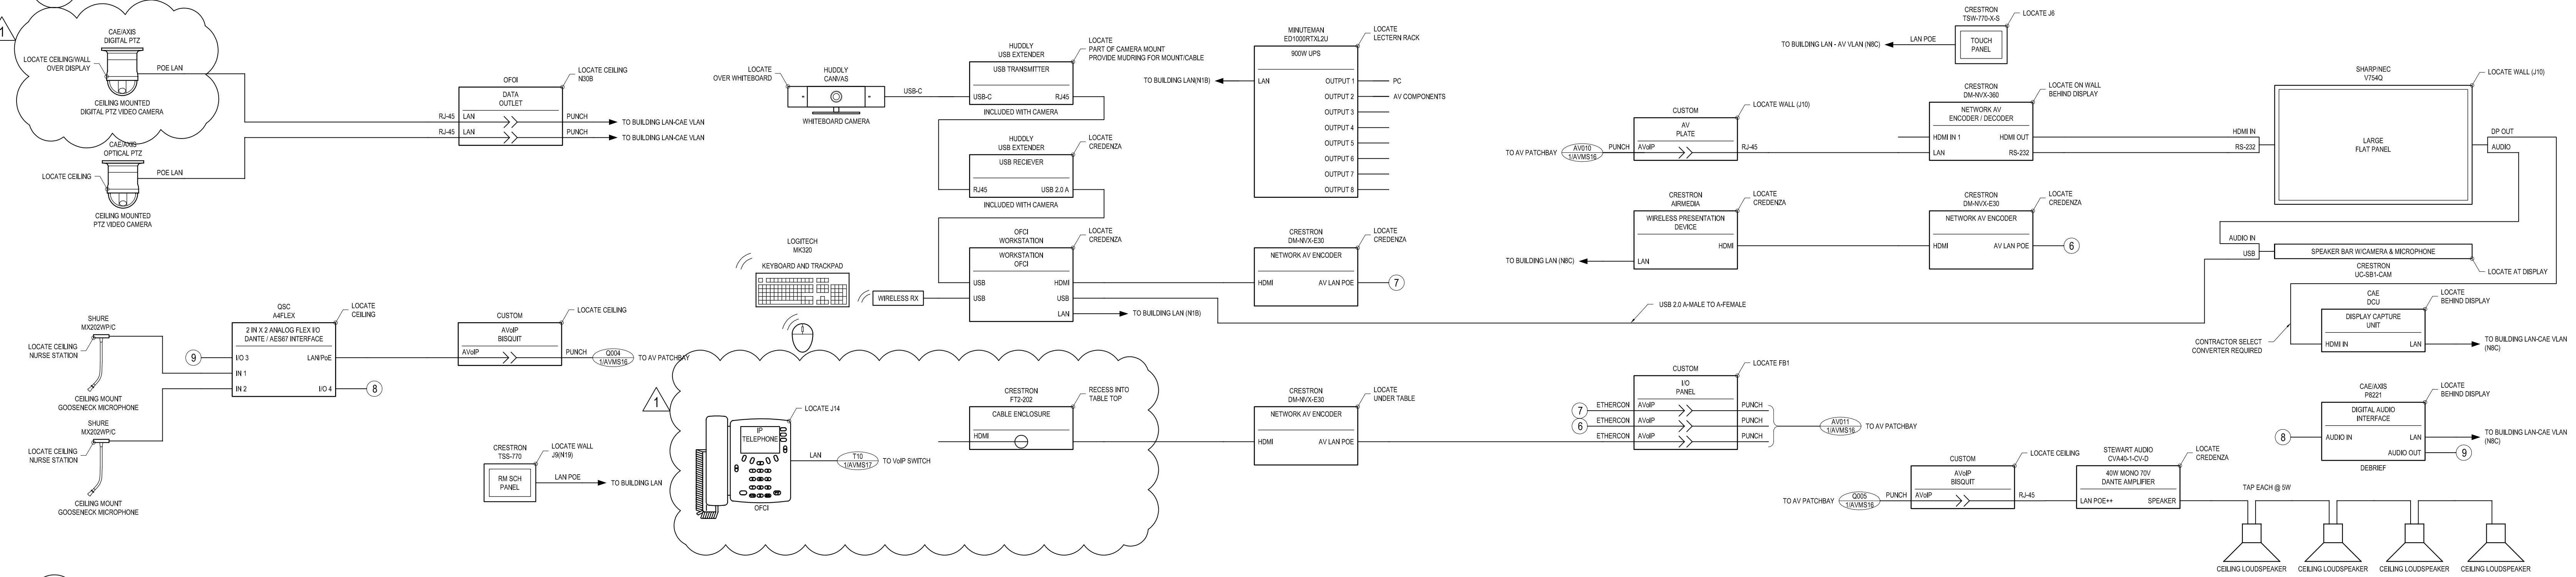 1
CAE/AXIS
DIGITAL PTZ
LOCATE CEILING/WALL
OVER DISPLAY
POE LAN
CEILING MOUNTED
DIGITAL PTZ VIDEO CAMERA
CAE/AXIS
OPTICAL PTZ
LOCATE CEILING
POE LAN
CEILING MOUNTED
PTZ VIDEO CAMERA
OFOI
LOCATE CEILING
N30B
DATA
OUTLET
RJ-45
LAN
PUNCH
TO BUILDING LAN-CAE VLAN
RJ-45
LAN
PUNCH
TO BUILDING LAN-CAE VLAN
LOCATE
OVER WHITEBOARD
HUDDLY
CANVAS
USB-C
WHITEBOARD CAMERA
HUDDLY
USB EXTENDER
LOCATE
PART OF CAMERA MOUNT
PROVIDE MUDRING FOR MOUNT/CABLE
USB TRANSMITTER
USB-C
RJ45
INCLUDED WITH CAMERA
HUDDLY
USB EXTENDER
LOCATE
CREDENZA
USB RECIEVER
RJ45
USB 2.0 A
INCLUDED WITH CAMERA
OFCI
WORKSTATION
LOCATE
CREDENZA
WORKSTATION
OFCI
USB
HDMI
USB
USB
LAN
TO BUILDING LAN (N1B)
LOGITECH
MK320
KEYBOARD AND TRACKPAD
WIRELESS RX
MINUTEMAN
ED1000RTXL2U
LOCATE
LECTERN RACK
900W UPS
TO BUILDING LAN(N1B)
LAN
OUTPUT 1
PC
OUTPUT 2
AV COMPONENTS
OUTPUT 3
OUTPUT 4
OUTPUT 5
OUTPUT 6
OUTPUT 7
OUTPUT 8
CRESTRON
DM-NVX-E30
LOCATE
CREDENZA
NETWORK AV ENCODER
HDMI
AV LAN POE
7
CRESTRON
TSW-770-X-S
LOCATE J6
LAN POE
TO BUILDING LAN - AV VLAN (N8C)
TOUCH
PANEL
CUSTOM
LOCATE WALL (J10)
AV
PLATE
TO AV PATCHBAY
AV010
1/AVMS16
PUNCH
AVoIP
RJ-45
CRESTRON
DM-NVX-360
LOCATE ON WALL
BEHIND DISPLAY
NETWORK AV
ENCODER / DECODER
HDMI IN 1
HDMI OUT
LAN
RS-232
SHARP/NEC
V754Q
LOCATE WALL (J10)
HDMI IN
RS-232
LARGE
FLAT PANEL
DP OUT
AUDIO
CRESTRON
AIRMEDIA
LOCATE
CREDENZA
WIRELESS PRESENTATION
DEVICE
HDMI
TO BUILDING LAN (N8C)
LAN
CRESTRON
DM-NVX-E30
LOCATE
CREDENZA
NETWORK AV ENCODER
HDMI
AV LAN POE
6
AUDIO IN
USB
SPEAKER BAR W/CAMERA & MICROPHONE
CRESTRON
UC-SB1-CAM
LOCATE AT DISPLAY
USB 2.0 A-MALE TO A-FEMALE
CAE
DCU
LOCATE
BEHIND DISPLAY
DISPLAY CAPTURE
UNIT
HDMI IN
LAN
TO BUILDING LAN-CAE VLAN
(N8C)
CONTRACTOR SELECT
CONVERTER REQUIRED
SHURE
MX202WP/C
LOCATE CEILING
NURSE STATION
CEILING MOUNT
GOOSENECK MICROPHONE
SHURE
MX202WP/C
LOCATE CEILING
NURSE STATION
CEILING MOUNT
GOOSENECK MICROPHONE
QSC
A4FLEX
LOCATE
CEILING
2 IN X 2 ANALOG FLEX I/O
DANTE / AES67 INTERFACE
9
I/O 3
LAN/PoE
IN 1
IN 2
I/O 4
8
CUSTOM
LOCATE CEILING
AVoIP
BISQUIT
AVoIP
PUNCH
Q004
1/AVMS16
TO AV PATCHBAY
CRESTRON
TSS-770
LOCATE WALL
J9(N19)
RM SCH
PANEL
LAN POE
TO BUILDING LAN
1
LOCATE J14
IP
TELEPHONE
OFCI
LAN
T10
1/AVMS17
TO VoIP SWITCH
CRESTRON
FT2-202
RECESS INTO
TABLE TOP
CABLE ENCLOSURE
HDMI
CRESTRON
DM-NVX-E30
LOCATE
UNDER TABLE
NETWORK AV ENCODER
HDMI
AV LAN POE
CUSTOM
LOCATE FB1
I/O
PANEL
7
ETHERCON
AVoIP
PUNCH
6
ETHERCON
AVoIP
PUNCH
ETHERCON
AVoIP
PUNCH
AV011
1/AVMS16
TO AV PATCHBAY
CAE/AXIS
P8221
LOCATE
BEHIND DISPLAY
DIGITAL AUDIO
INTERFACE
8
AUDIO IN
LAN
TO BUILDING LAN-CAE VLAN
(N8C)
AUDIO OUT
9
DEBRIEF
CUSTOM
LOCATE CEILING
AVoIP
BISQUIT
TO AV PATCHBAY
Q005
1/AVMS16
PUNCH
AVoIP
RJ-45
STEWART AUDIO
CVA40-1-CV-D
LOCATE
CREDENZA
40W MONO 70V
DANTE AMPLIFIER
LAN POE++
SPEAKER
TAP EACH @ 5W
CEILING LOUDSPEAKER
CEILING LOUDSPEAKER
CEILING LOUDSPEAKER
CEILING LOUDSPEAKER